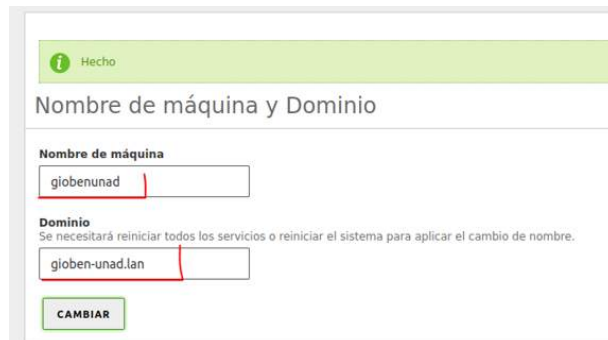 Hecho
Nombre de máquina y Dominio
Nombre de máquina
giobenunad
Dominio
Se necesitará reiniciar todos los servicios o reiniciar el sistema para aplicar el cambio de nombre.
gioben-unad.lan
CAMBIAR